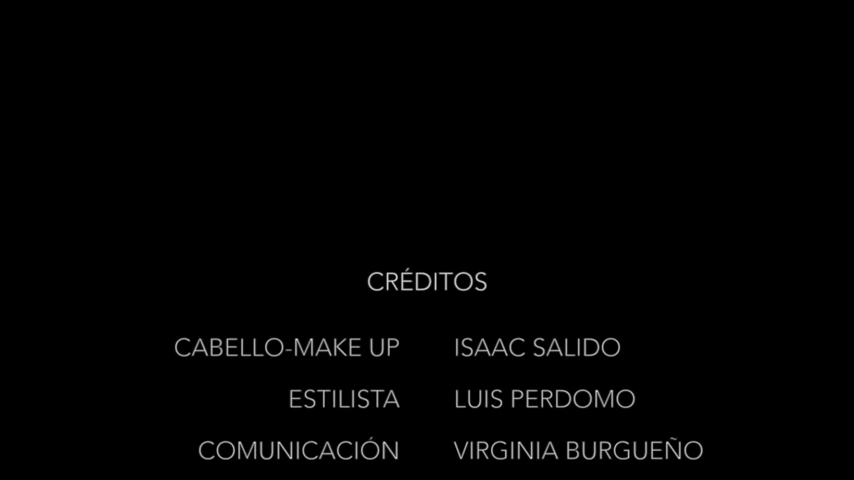 CRÉDITOS
CABELLO-MAKE UP ISAAC SALIDO
ESTILISTA LUIS PERDOMO
COMUNICACIÓN VIRGINIA BURGUEÑO